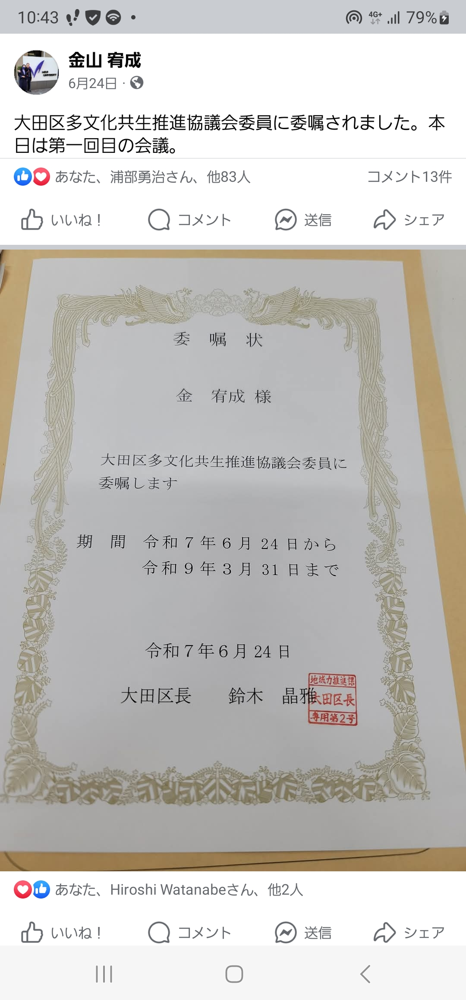 10:43
4G+
79%
金山 宥成
6月24日
MEIJI
UNIVERSITY
大田区多文化共生推進協議会委員に委嘱されました。本
日は第一回目の会議。
あなた、浦部勇治さん、他83人 コメント13件
いいね！ コメント 送信 シェア
委 嘱 状
金 宥成 様
大田区多文化共生推進協議会委員に
委嘱します
期 間 令和７年６月 24 日から
令和９年３月 31 日まで
令和７年６月 24 日
大田区長 鈴木 晶雅
地域力推進課
大田区長
専用第2号
あなた、Hiroshi Watanabeさん、他2人
いいね！ コメント 送信 シェア